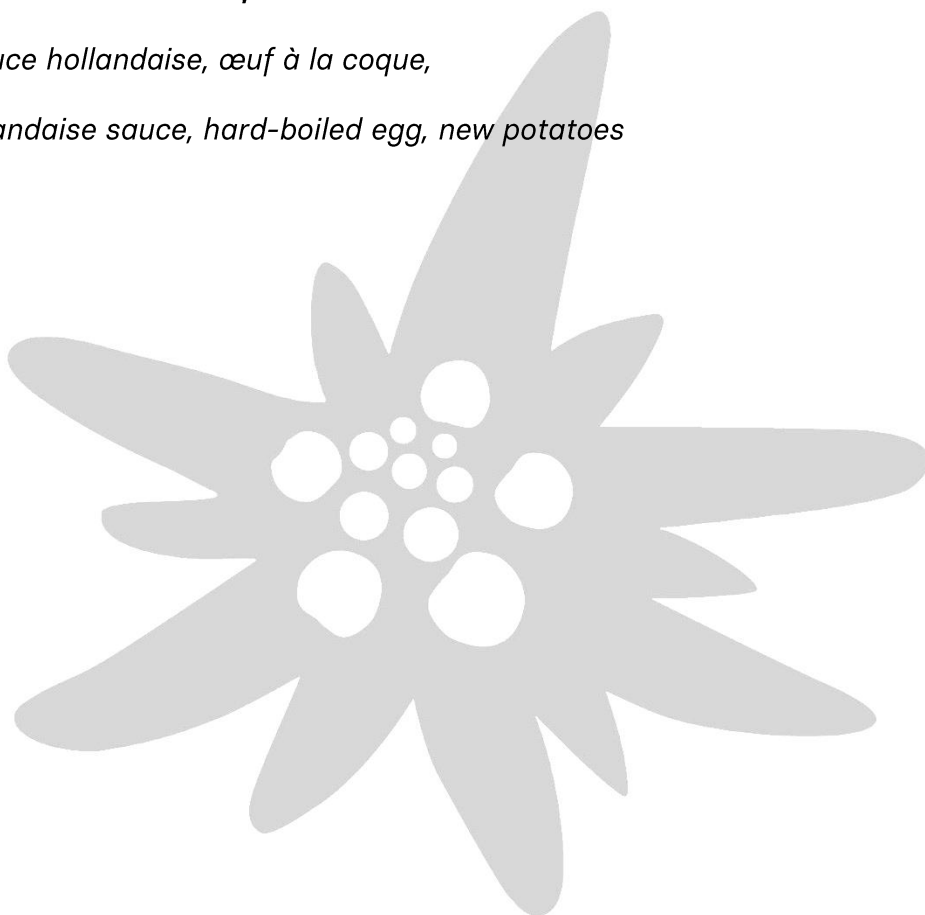 uce hollandaise, œuf à la coque,
andaise sauce, hard-boiled egg, new potatoes